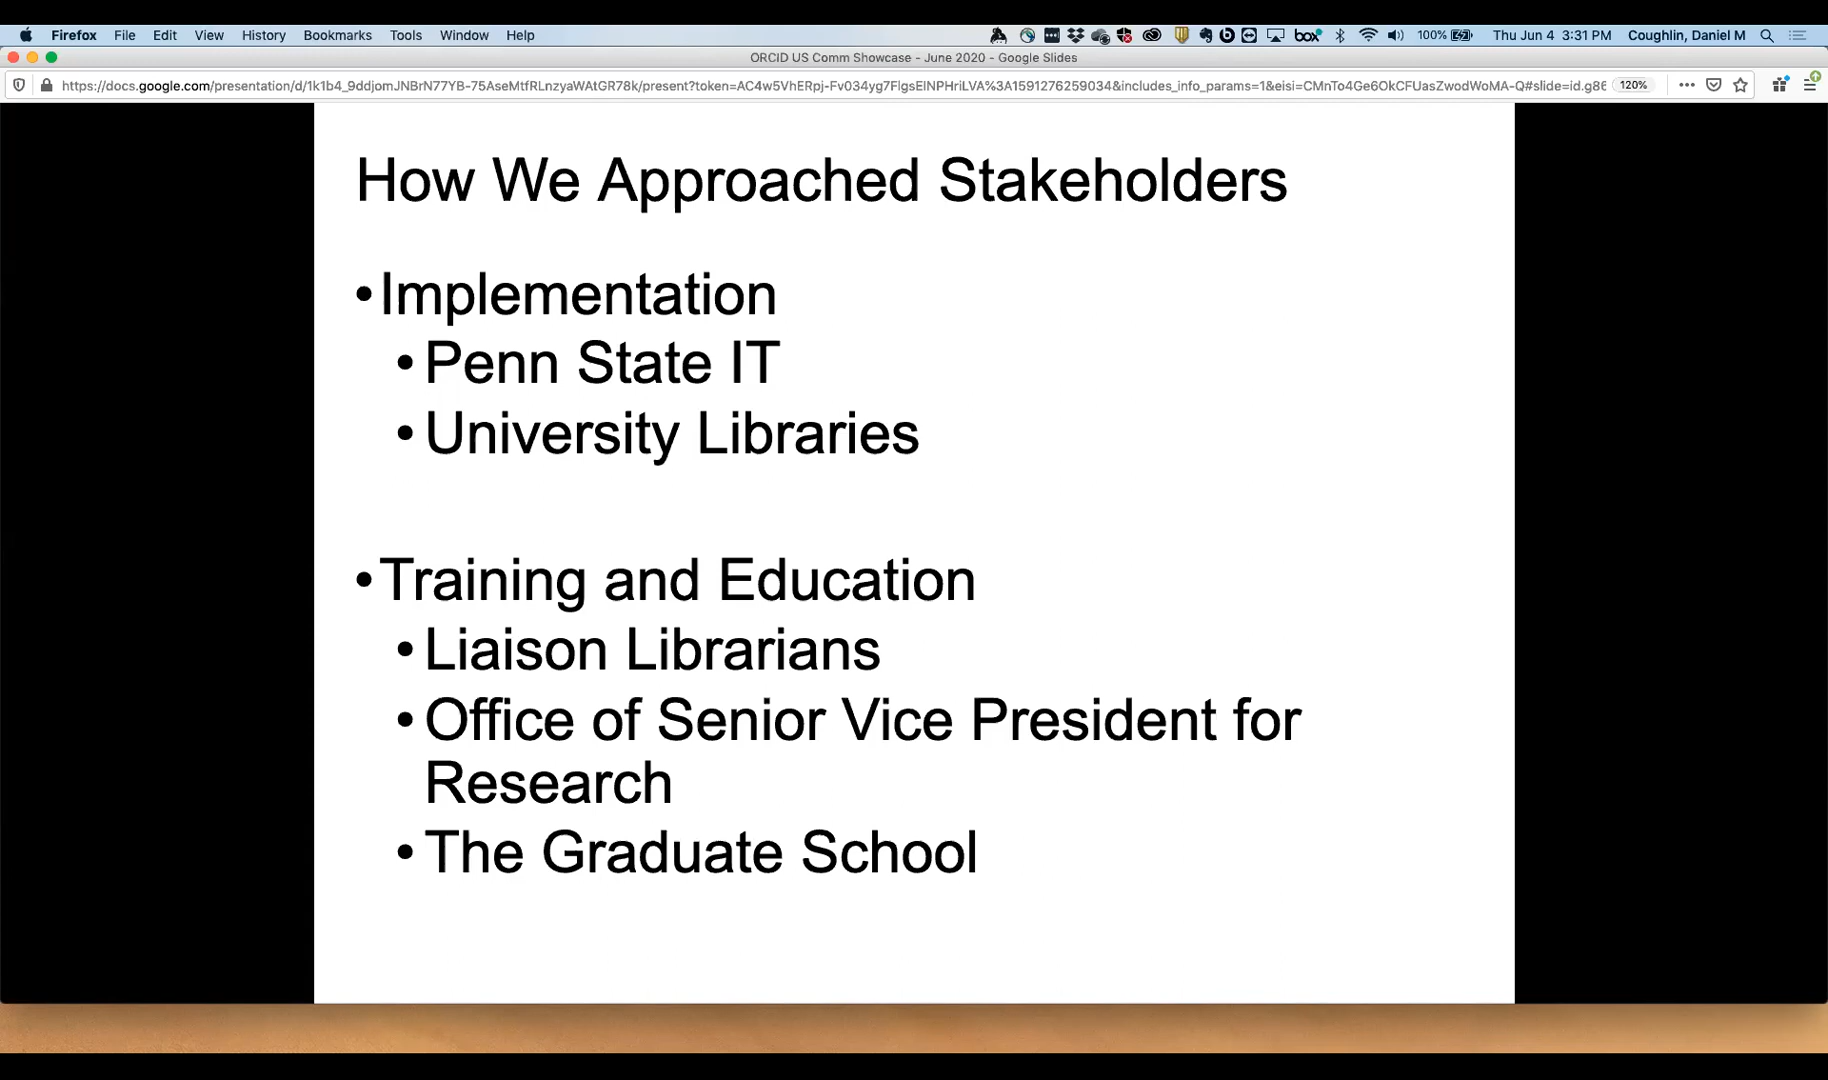 Firefox File Edit View History Bookmarks Tools Window Help box 100% Thu Jun 4 3:31 PM Coughlin, Daniel M
ORCID US Comm Showcase - June 2020 - Google Slides
https://docs.google.com/presentation/d/1k1b4_9ddjomJNBrN77YB-75AseMtfRLnzyaWAtGR78k/present?token=AC4w5VhERpj-Fv034yg7FlgsElNPHriLVA%3A1591276259034&includes_info_params=1&eisi=CMnTo4Ge6OkCFUasZwodWoMA-Q#slide=id.g86 120%
How We Approached Stakeholders
•Implementation
•Penn State IT
•University Libraries
•Training and Education
•Liaison Librarians
•Office of Senior Vice President for
Research
•The Graduate School